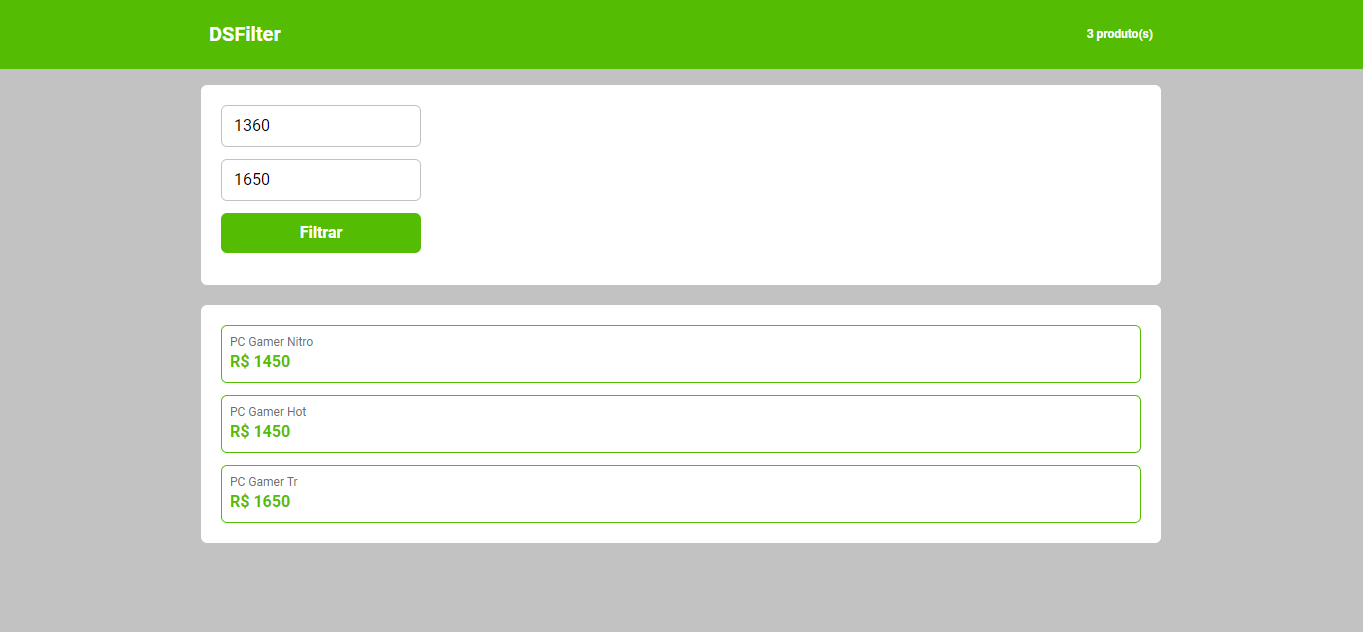 DSFilter
3 produto(s)
1360
1650
Filtrar
PC Gamer Nitro
R$ 1450
PC Gamer Hot
R$ 1450
PC Gamer Tr
R$ 1650